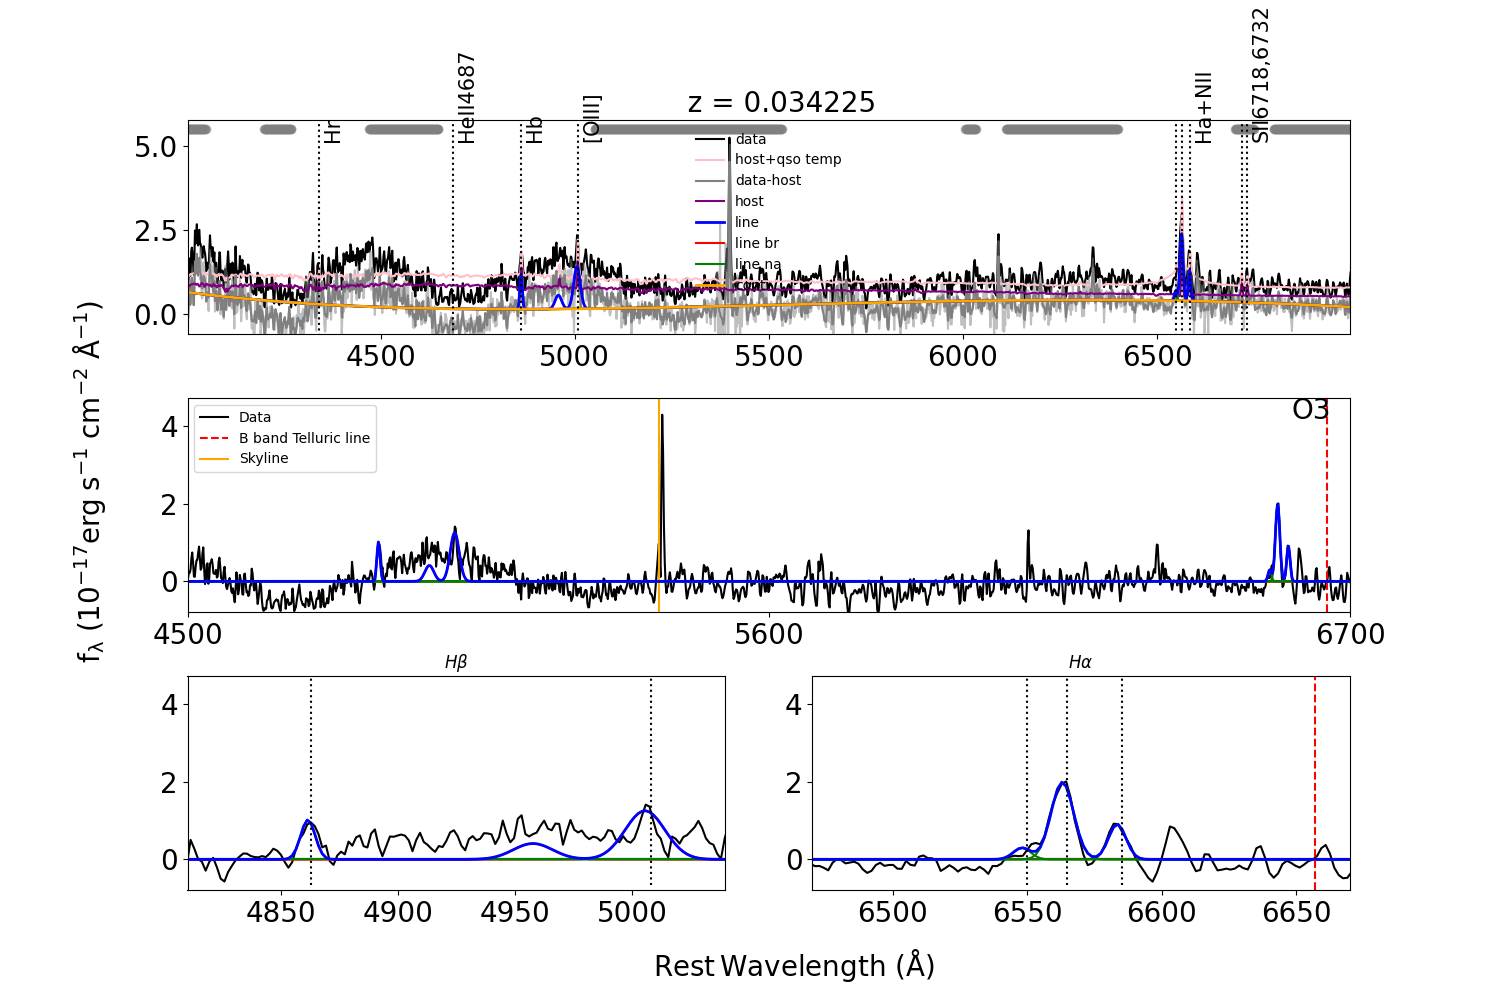 z = 0.034225
Hr
HeII4687
Hb
[OIII]
Ha+NII
SII6718,6732
data
host+qso temp
data-host
host
line
line br
line na
conti
5.0
2.5
0.0
4500 5000 5500 6000 6500
Data
B band Telluric line
Skyline
O3
4
2
0
4500 5600 6700
fλ (10⁻¹⁷erg s⁻¹ cm⁻² Å⁻¹)
Hβ
4
2
0
4850 4900 4950 5000
Hα
4
2
0
6500 6550 6600 6650
Rest Wavelength (Å)